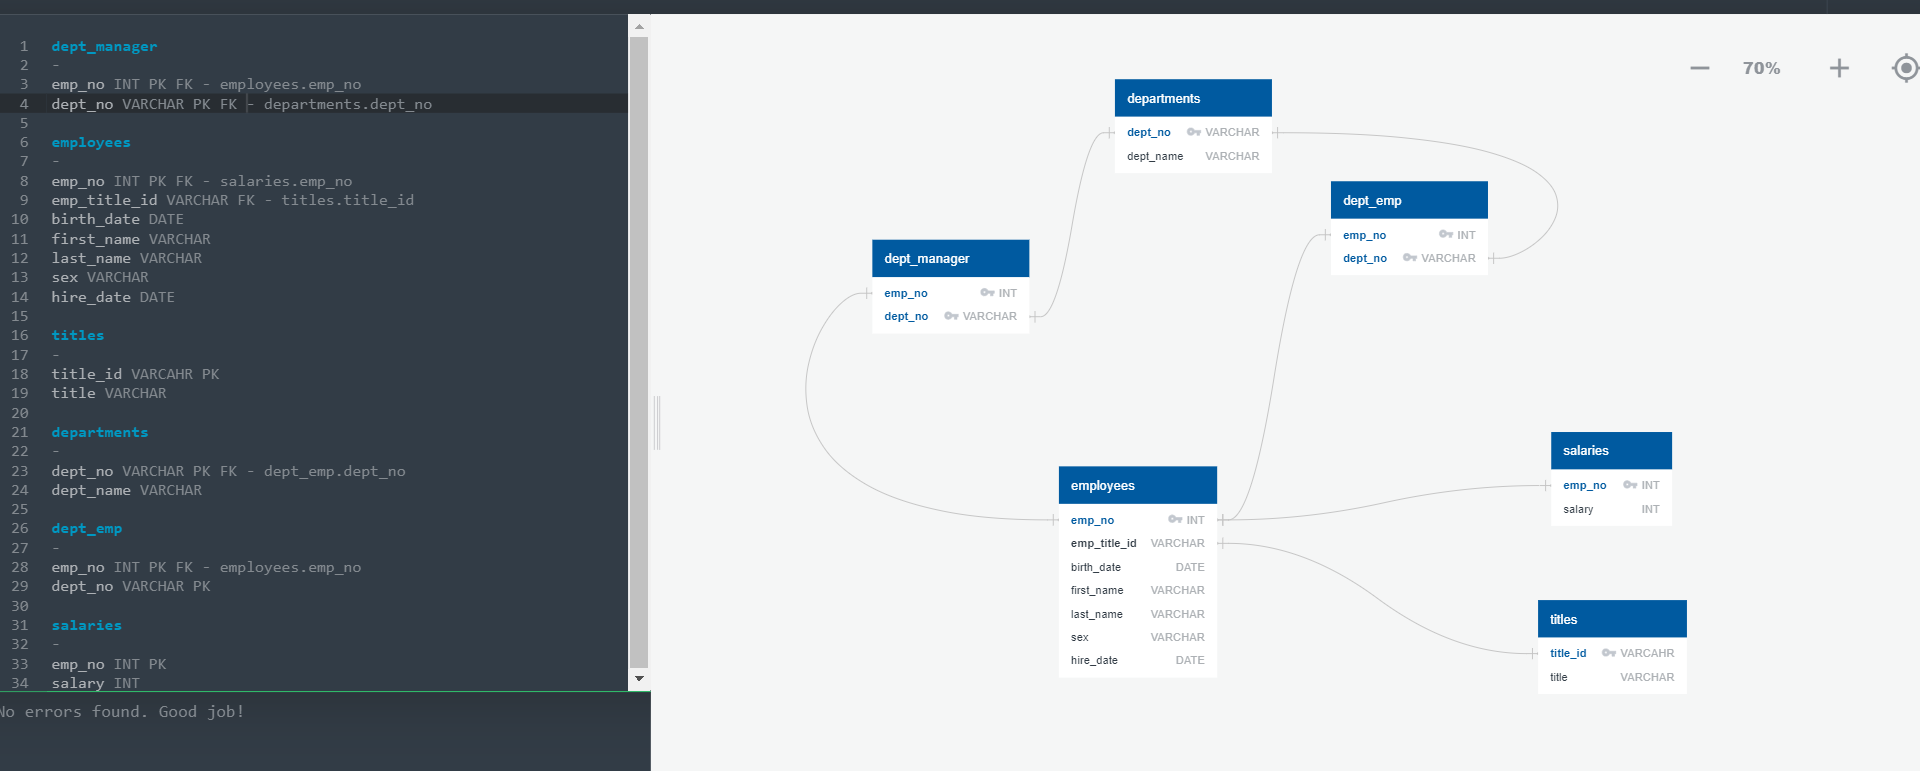 1 dept_manager
2 -
3 emp_no INT PK FK - employees.emp_no
4 dept_no VARCHAR PK FK - departments.dept_no
5
6 employees
7 -
8 emp_no INT PK FK - salaries.emp_no
9 emp_title_id VARCHAR FK - titles.title_id
10 birth_date DATE
11 first_name VARCHAR
12 last_name VARCHAR
13 sex VARCHAR
14 hire_date DATE
15
16 titles
17 -
18 title_id VARCAHR PK
19 title VARCHAR
20
21 departments
22 -
23 dept_no VARCHAR PK FK - dept_emp.dept_no
24 dept_name VARCHAR
25
26 dept_emp
27 -
28 emp_no INT PK FK - employees.emp_no
29 dept_no VARCHAR PK
30
31 salaries
32 -
33 emp_no INT PK
34 salary INT
No errors found. Good job!
70%
departments
dept_no VARCHAR
dept_name VARCHAR
dept_emp
emp_no INT
dept_no VARCHAR
dept_manager
emp_no INT
dept_no VARCHAR
employees
emp_no INT
emp_title_id VARCHAR
birth_date DATE
first_name VARCHAR
last_name VARCHAR
sex VARCHAR
hire_date DATE
salaries
emp_no INT
salary INT
titles
title_id VARCAHR
title VARCHAR